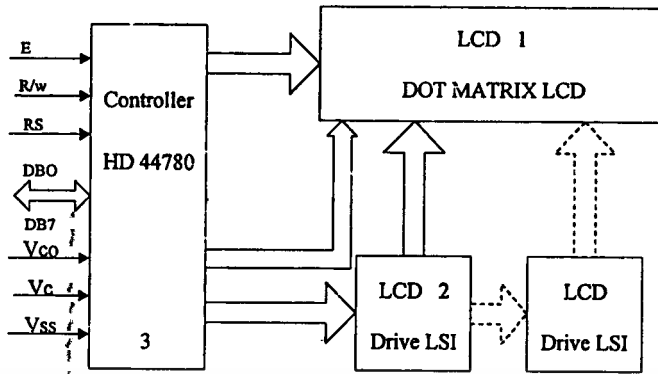 E
R/w
RS
DBO
DB7
Vco
Vc
Vss
Controller
HD 44780
3
LCD 1
DOT MATRIX LCD
LCD 2
Drive LSI
LCD
Drive LSI